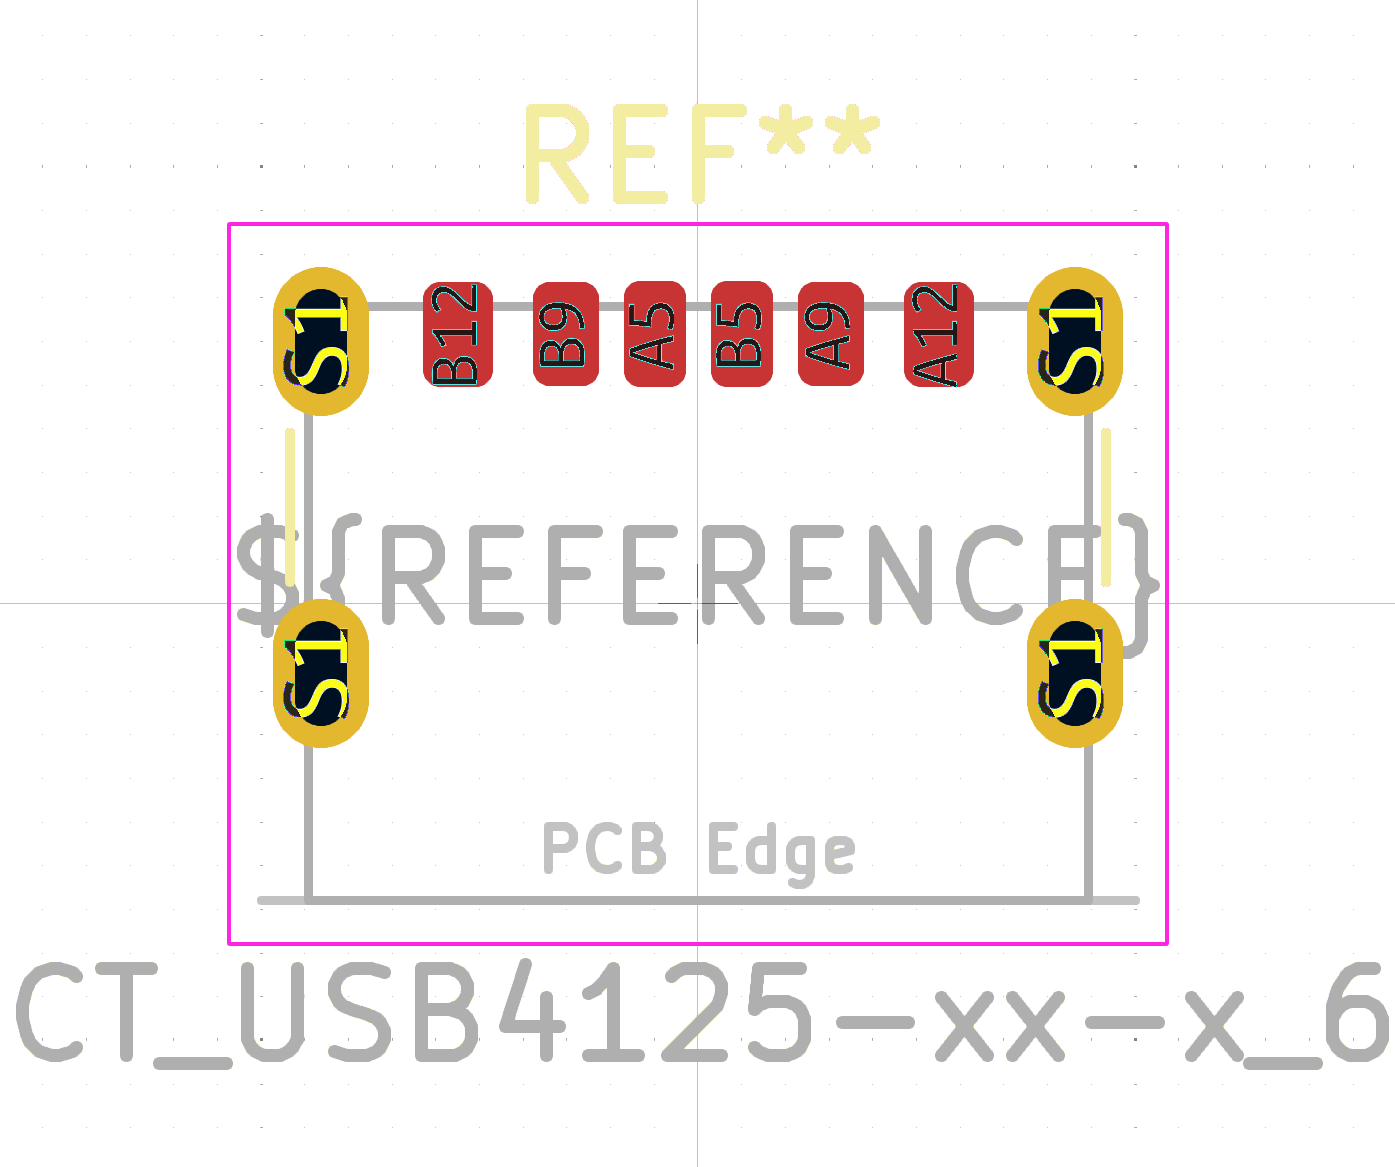 REF**
S1 B12 B9 A5 B5 A9 A12 S1
${REFERENCE}
S1 S1
PCB Edge
CT_USB4125-xx-x_6